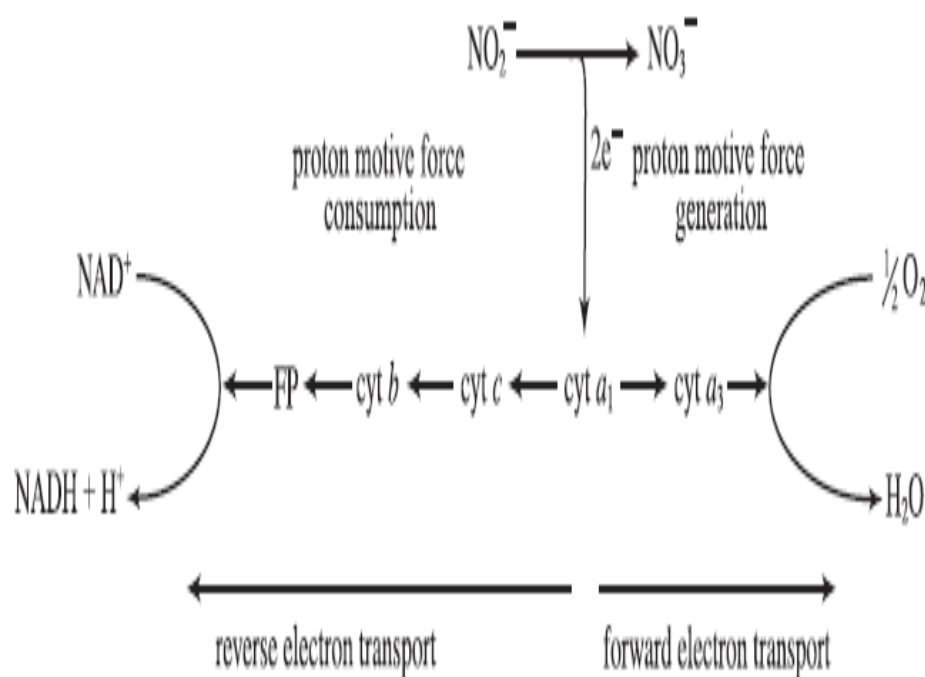 NO₂⁻ NO₃⁻
2e⁻
proton motive force
consumption
proton motive force
generation
NAD⁺
½O₂
FP cyt b cyt c cyt a₁ cyt a₃
NADH + H⁺
H₂O
reverse electron transport
forward electron transport